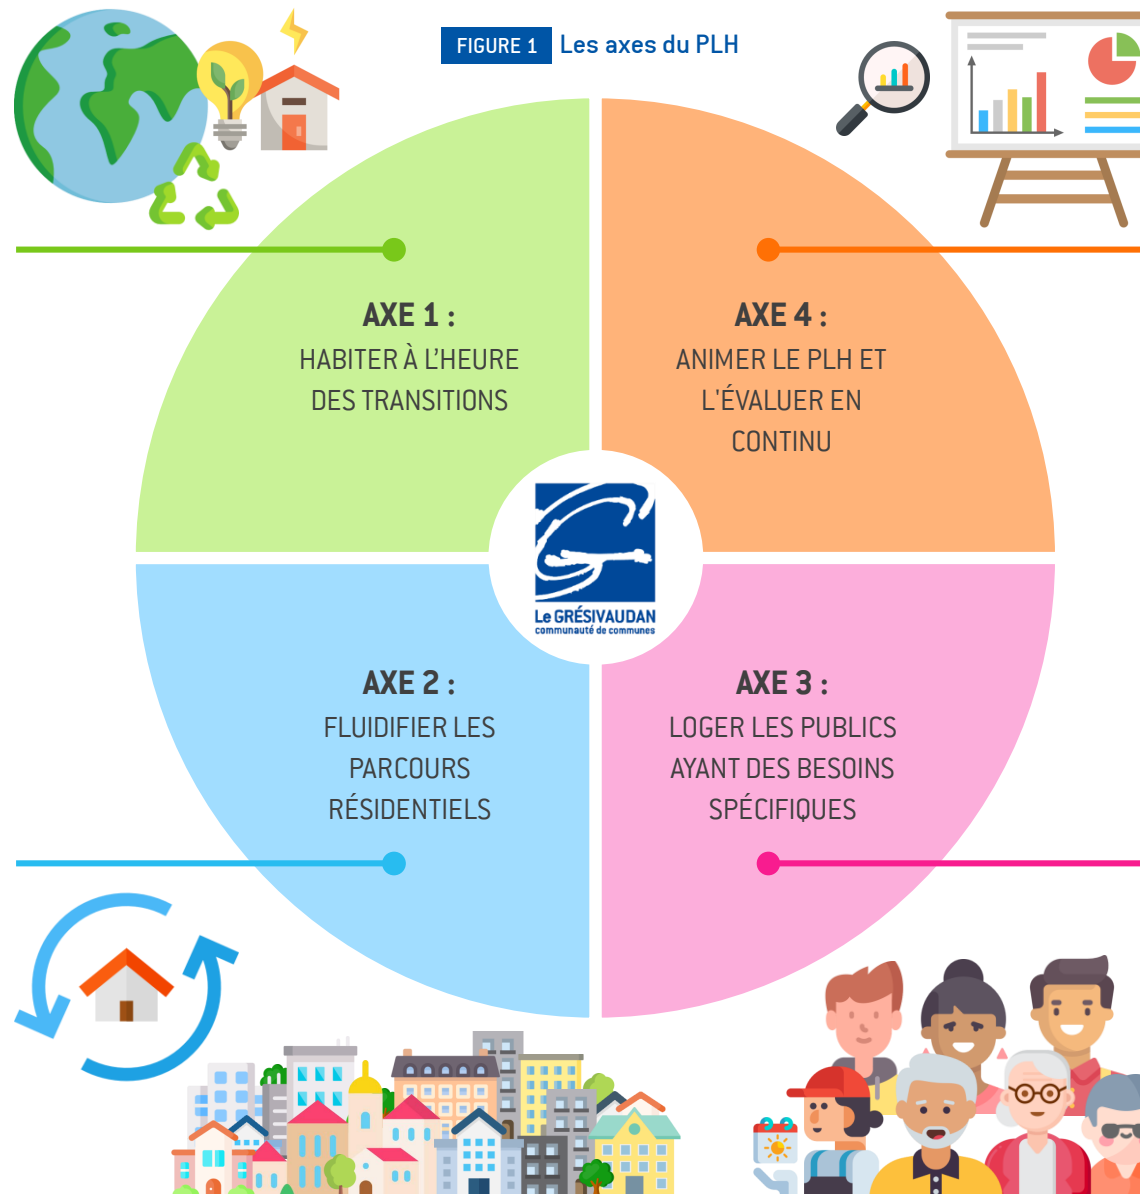 FIGURE 1 Les axes du PLH
AXE 1 :
HABITER À L’HEURE
DES TRANSITIONS
AXE 4 :
ANIMER LE PLH ET
L'ÉVALUER EN
CONTINU
Le GRÉSIVAUDAN
communauté de communes
AXE 2 :
FLUIDIFIER LES
PARCOURS
RÉSIDENTIELS
AXE 3 :
LOGER LES PUBLICS
AYANT DES BESOINS
SPÉCIFIQUES